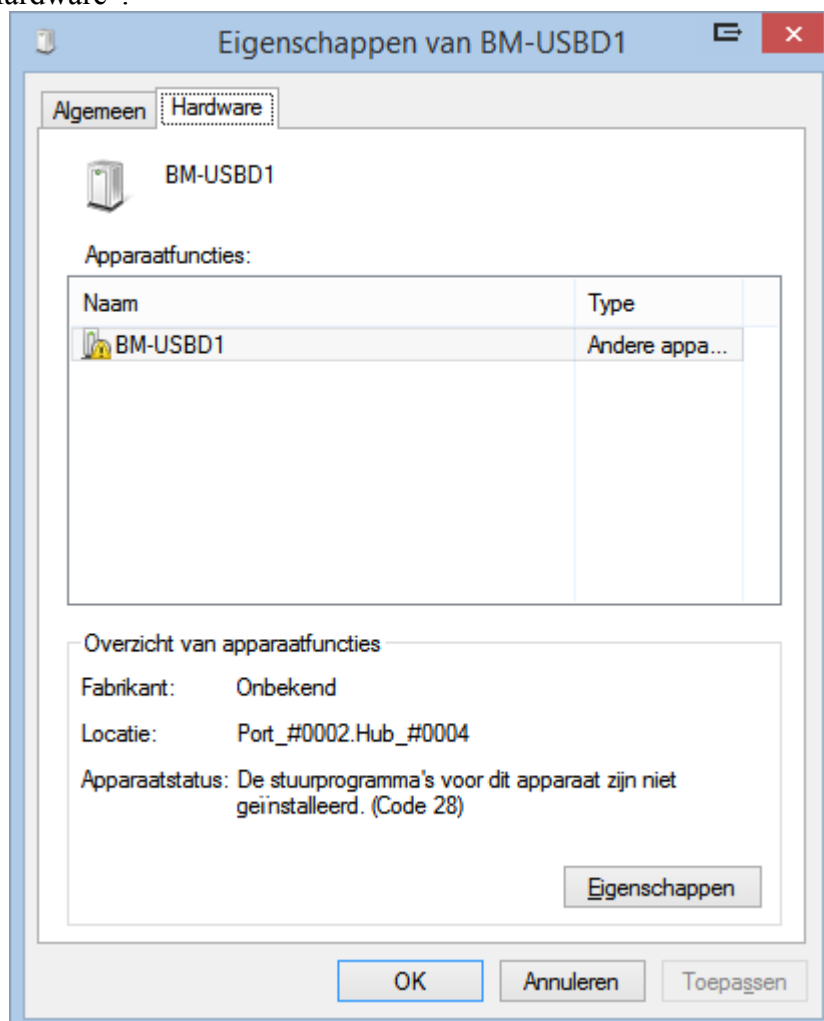 ardware".
Eigenschappen van BM-USBD1
Algemeen Hardware
BM-USBD1
Apparaatfuncties:
Naam Type
BM-USBD1 Andere appa...
Overzicht van apparaatfuncties
Fabrikant: Onbekend
Locatie: Port_#0002.Hub_#0004
Apparaatstatus: De stuurprogramma's voor dit apparaat zijn niet
geïnstalleerd. (Code 28)
Eigenschappen
OK Annuleren Toepassen